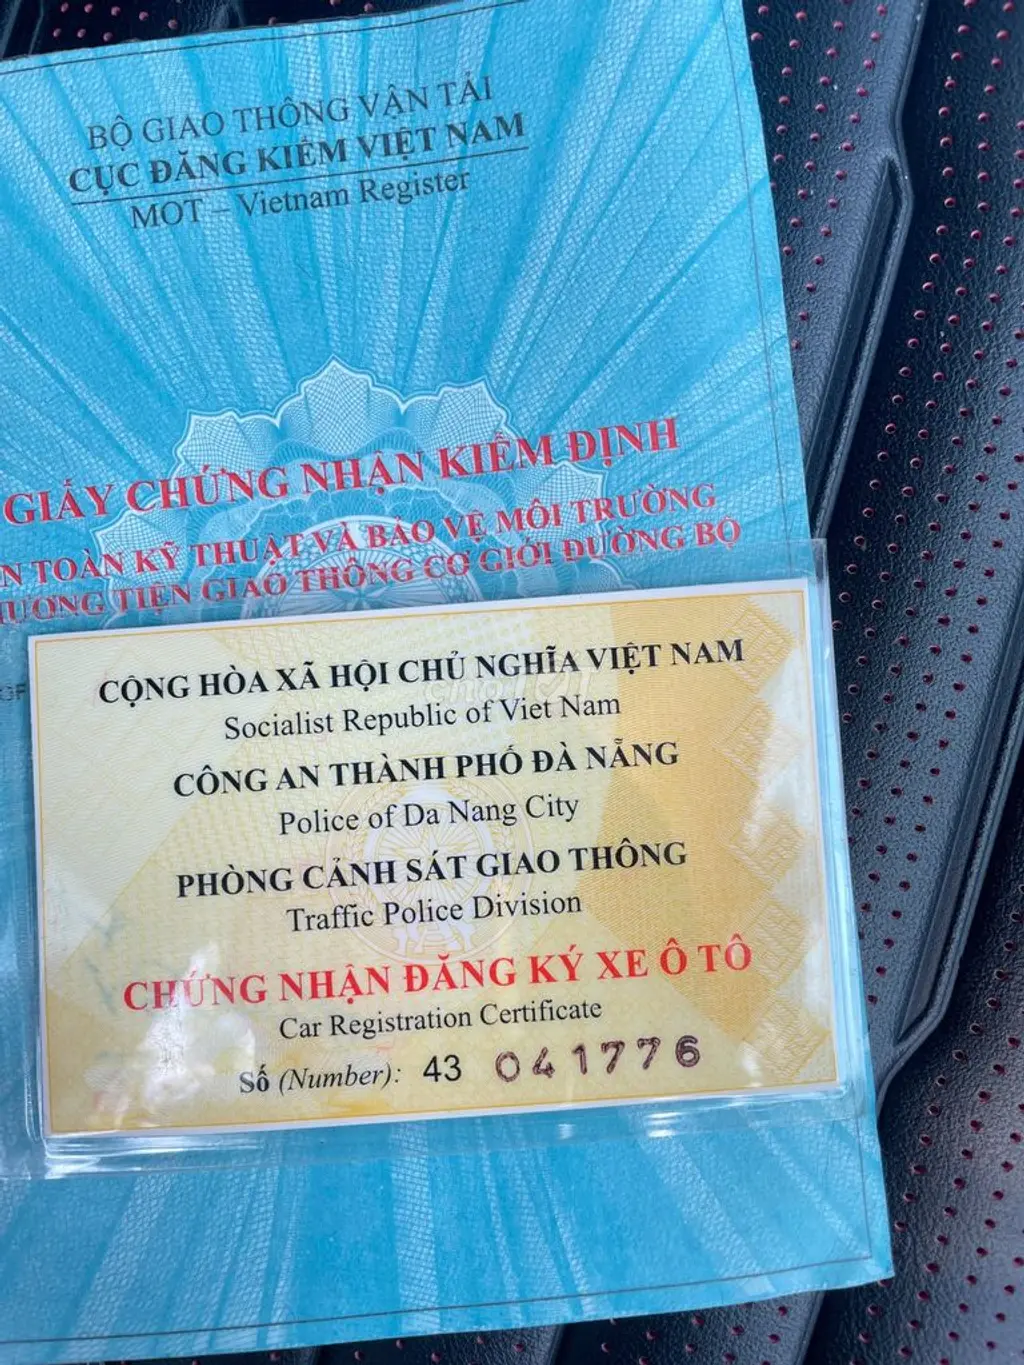 BỘ GIAO THÔNG VẬN TẢI
CỤC ĐĂNG KIỂM VIỆT NAM
MOT – Vietnam Register
GIẤY CHỨNG NHẬN KIỂM ĐỊNH
N TOÀN KỸ THUẬT VÀ BẢO VỆ MÔI TRƯỜNG
HƯƠNG TIỆN GIAO THÔNG CƠ GIỚI ĐƯỜNG BỘ
CỘNG HÒA XÃ HỘI CHỦ NGHĨA VIỆT NAM
Socialist Republic of Viet Nam
CÔNG AN THÀNH PHỐ ĐÀ NẴNG
Police of Da Nang City
PHÒNG CẢNH SÁT GIAO THÔNG
Traffic Police Division
CHỨNG NHẬN ĐĂNG KÝ XE Ô TÔ
Car Registration Certificate
Số (Number): 43 041776